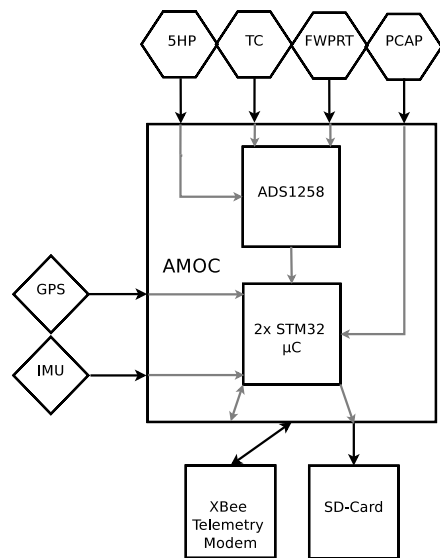 5HP
TC
FWPRT
PCAP
ADS1258
AMOC
GPS
2x STM32
µC
IMU
XBee
Telemetry
Modem
SD-Card